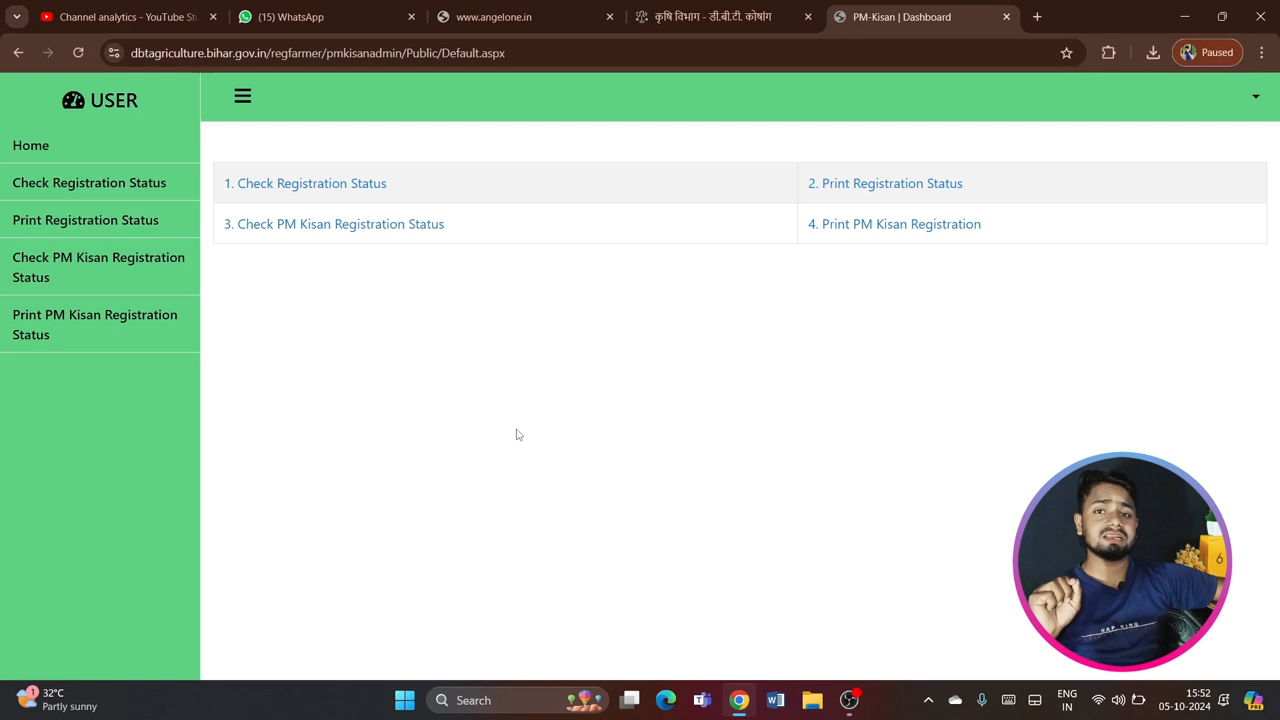 Channel analytics - YouTube Stu
(15) WhatsApp
www.angelone.in
कृषि विभाग - डी.बी.टी. कोषांग
PM-Kisan | Dashboard
dbtagriculture.bihar.gov.in/regfarmer/pmkisanadmin/Public/Default.aspx
Paused
USER
Home
Check Registration Status
Print Registration Status
Check PM Kisan Registration
Status
Print PM Kisan Registration
Status
1. Check Registration Status
2. Print Registration Status
3. Check PM Kisan Registration Status
4. Print PM Kisan Registration
6
1
32°C
Partly sunny
Search
ENG
IN
15:52
05-10-2024